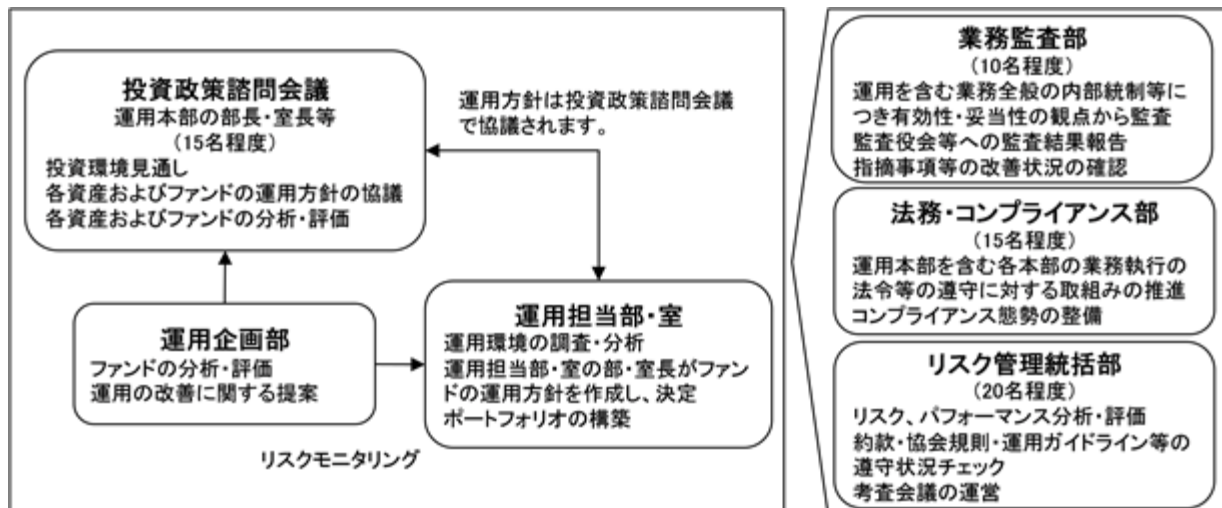 投資政策諮問会議
運用本部の部長・室長等
(15名程度)
投資環境見通し
各資産およびファンドの運用方針の協議
各資産およびファンドの分析・評価
運用方針は投資政策諮問会議
で協議されます。
運用企画部
ファンドの分析・評価
運用の改善に関する提案
運用担当部・室
運用環境の調査・分析
運用担当部・室の部・室長がファン
ドの運用方針を作成し、決定
ポートフォリオの構築
リスクモニタリング
業務監査部
(10名程度)
運用を含む業務全般の内部統制等に
つき有効性・妥当性の観点から監査
監査役会等への監査結果報告
指摘事項等の改善状況の確認
法務・コンプライアンス部
(15名程度)
運用本部を含む各本部の業務執行の
法令等の遵守に対する取組みの推進
コンプライアンス態勢の整備
リスク管理統括部
(20名程度)
リスク、パフォーマンス分析・評価
約款・協会規則・運用ガイドライン等の
遵守状況チェック
考査会議の運営